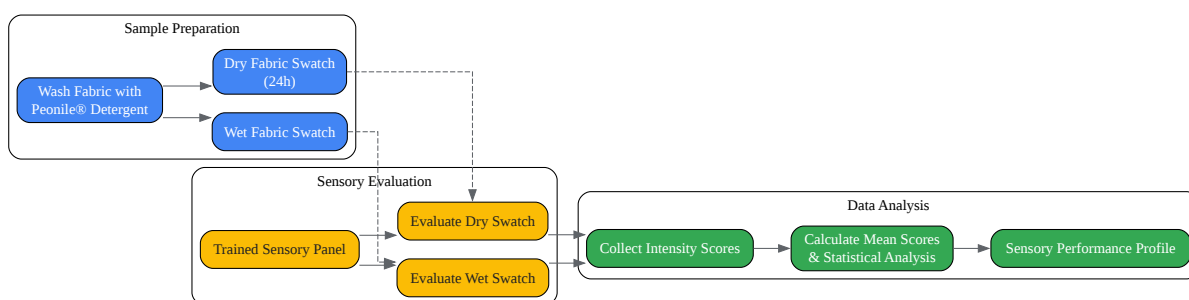 Sample Preparation
Wash Fabric with
Peonile® Detergent
Dry Fabric Swatch
(24h)
Wet Fabric Swatch
Sensory Evaluation
Trained Sensory Panel
Evaluate Dry Swatch
Evaluate Wet Swatch
Data Analysis
Collect Intensity Scores
Calculate Mean Scores
& Statistical Analysis
Sensory Performance Profile